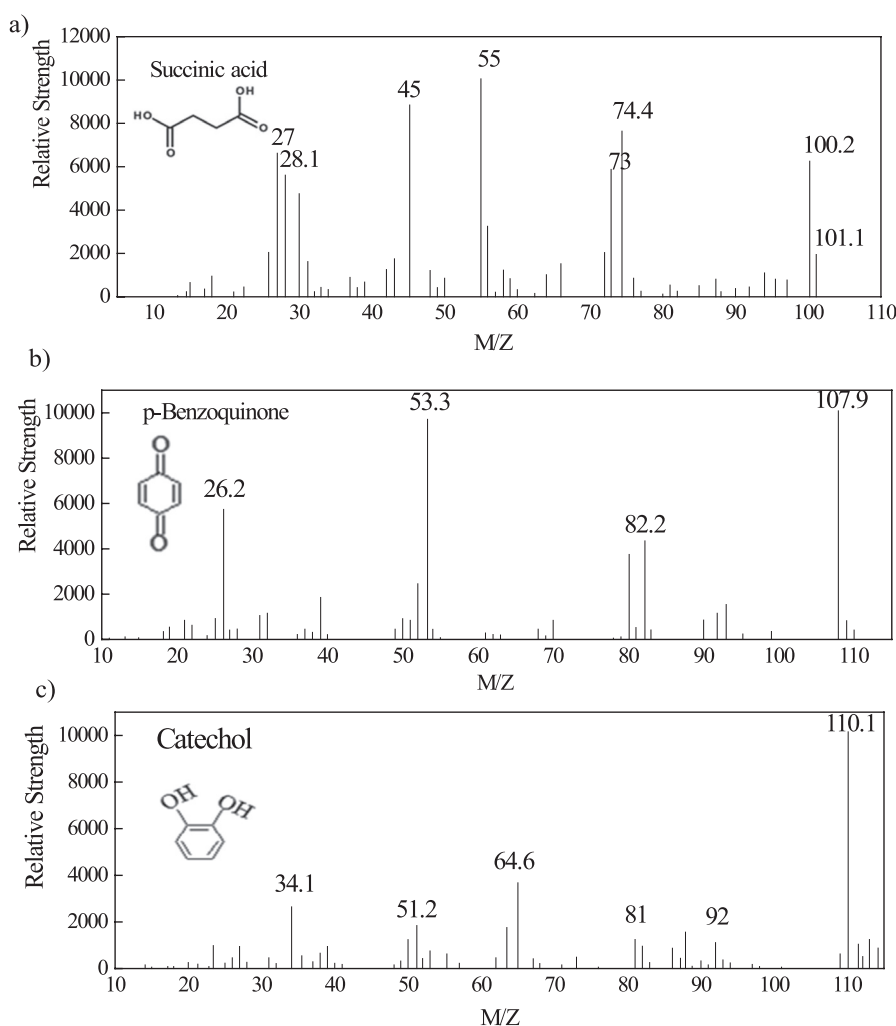 a)
12000
10000
8000
6000
4000
2000
0
Relative Strength
Succinic acid
HO
O
OH
O
27
28.1
45
55
73
74.4
100.2
101.1
10 20 30 40 50 60 70 80 90 100 110
M/Z
b)
10000
8000
6000
4000
2000
0
Relative Strength
p-Benzoquinone
O
O
26.2
53.3
82.2
107.9
10 20 30 40 50 60 70 80 90 100 110
M/Z
c)
10000
8000
6000
4000
2000
0
Relative Strength
Catechol
OH
OH
34.1
51.2
64.6
81
92
110.1
10 20 30 40 50 60 70 80 90 100 110
M/Z